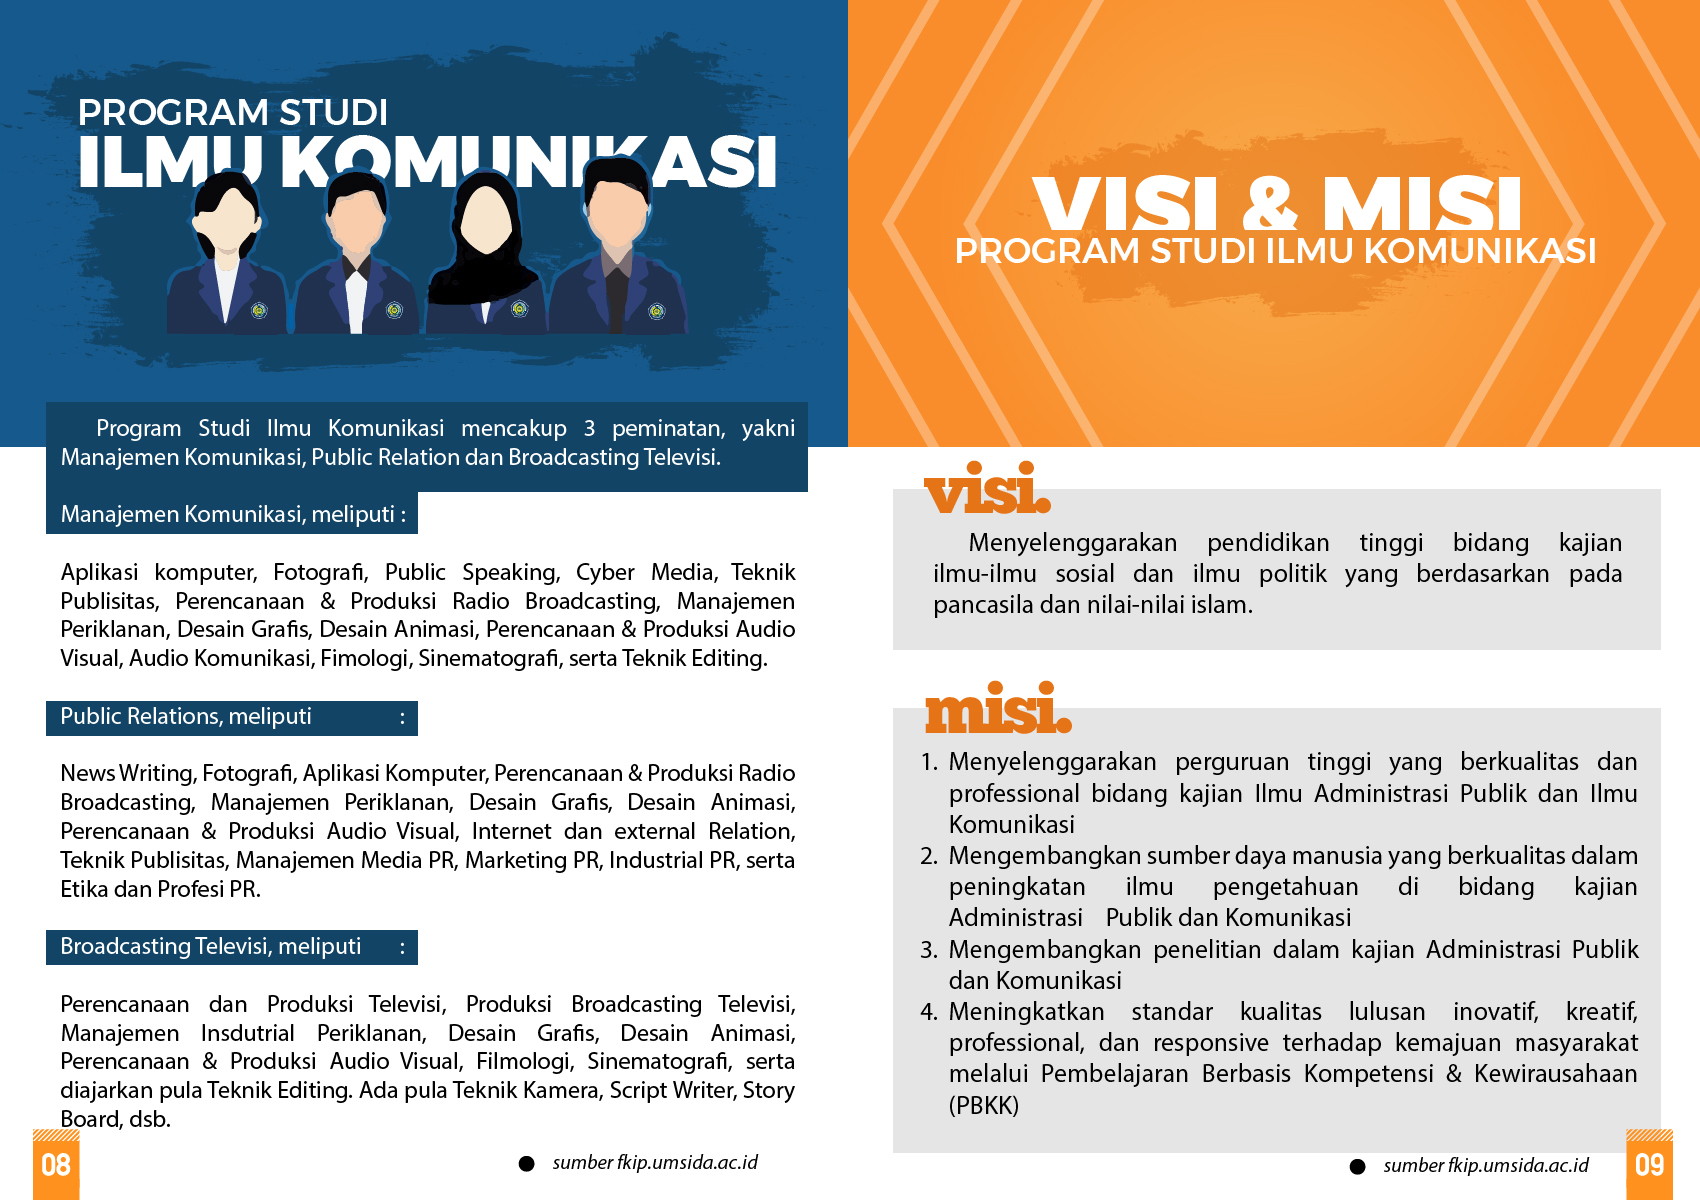 PROGRAM STUDI
ILMU KOMUNIKASI
Program Studi Ilmu Komunikasi mencakup 3 peminatan, yakni
Manajemen Komunikasi, Public Relation dan Broadcasting Televisi.
Manajemen Komunikasi, meliputi :
Aplikasi komputer, Fotografi, Public Speaking, Cyber Media, Teknik
Publisitas, Perencanaan & Produksi Radio Broadcasting, Manajemen
Periklanan, Desain Grafis, Desain Animasi, Perencanaan & Produksi Audio
Visual, Audio Komunikasi, Fimologi, Sinematografi, serta Teknik Editing.
Public Relations, meliputi :
News Writing, Fotografi, Aplikasi Komputer, Perencanaan & Produksi Radio
Broadcasting, Manajemen Periklanan, Desain Grafis, Desain Animasi,
Perencanaan & Produksi Audio Visual, Internet dan external Relation,
Teknik Publisitas, Manajemen Media PR, Marketing PR, Industrial PR, serta
Etika dan Profesi PR.
Broadcasting Televisi, meliputi :
Perencanaan dan Produksi Televisi, Produksi Broadcasting Televisi,
Manajemen Insdutrial Periklanan, Desain Grafis, Desain Animasi,
Perencanaan & Produksi Audio Visual, Filmologi, Sinematografi, serta
diajarkan pula Teknik Editing. Ada pula Teknik Kamera, Script Writer, Story
Board, dsb.
08
● sumber fkip.umsida.ac.id
VISI & MISI
PROGRAM STUDI ILMU KOMUNIKASI
visi.
Menyelenggarakan pendidikan tinggi bidang kajian
ilmu-ilmu sosial dan ilmu politik yang berdasarkan pada
pancasila dan nilai-nilai islam.
misi.
1. Menyelenggarakan perguruan tinggi yang berkualitas dan
professional bidang kajian Ilmu Administrasi Publik dan Ilmu
Komunikasi
2. Mengembangkan sumber daya manusia yang berkualitas dalam
peningkatan ilmu pengetahuan di bidang kajian
Administrasi Publik dan Komunikasi
3. Mengembangkan penelitian dalam kajian Administrasi Publik
dan Komunikasi
4. Meningkatkan standar kualitas lulusan inovatif, kreatif,
professional, dan responsive terhadap kemajuan masyarakat
melalui Pembelajaran Berbasis Kompetensi & Kewirausahaan
(PBKK)
● sumber fkip.umsida.ac.id
09